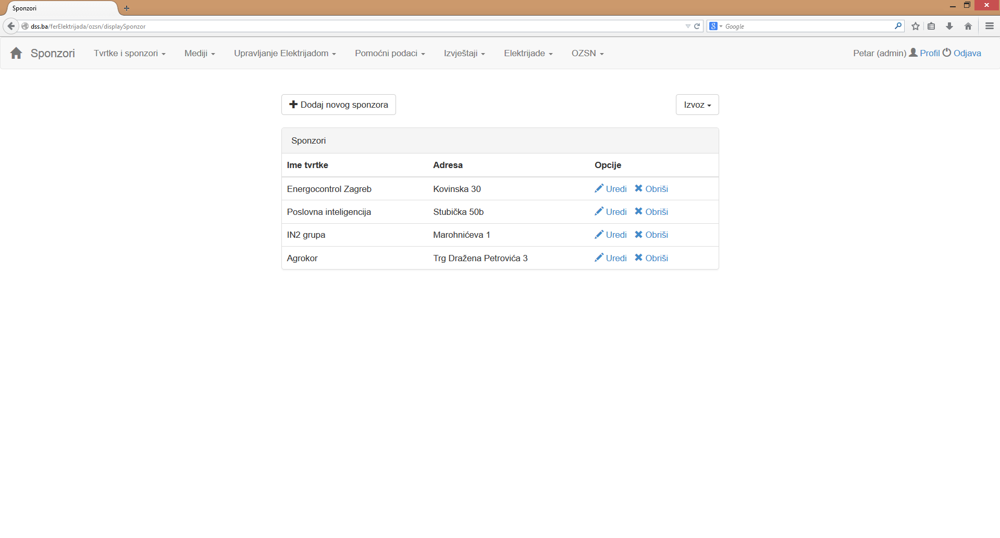 Sponzori
dss.ba/ferElektrijada/ozsn/displaySponzor
Google
Sponzori Tvrtke i sponzori Mediji Upravljanje Elektrijadom Pomoćni podaci Izvještaji Elektrijade OZSN Petar (admin) Profil Odjava
Dodaj novog sponzora Izvoz
Sponzori
Ime tvrtke Adresa Opcije
Energocontrol Zagreb Kovinska 30 Uredi Obriši
Poslovna inteligencija Stubička 50b Uredi Obriši
IN2 grupa Marohnićeva 1 Uredi Obriši
Agrokor Trg Dražena Petrovića 3 Uredi Obriši